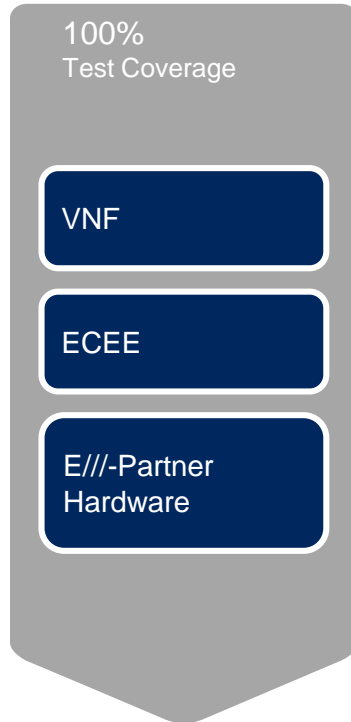 100%
Test Coverage
VNF
ECEE
E///-Partner
Hardware